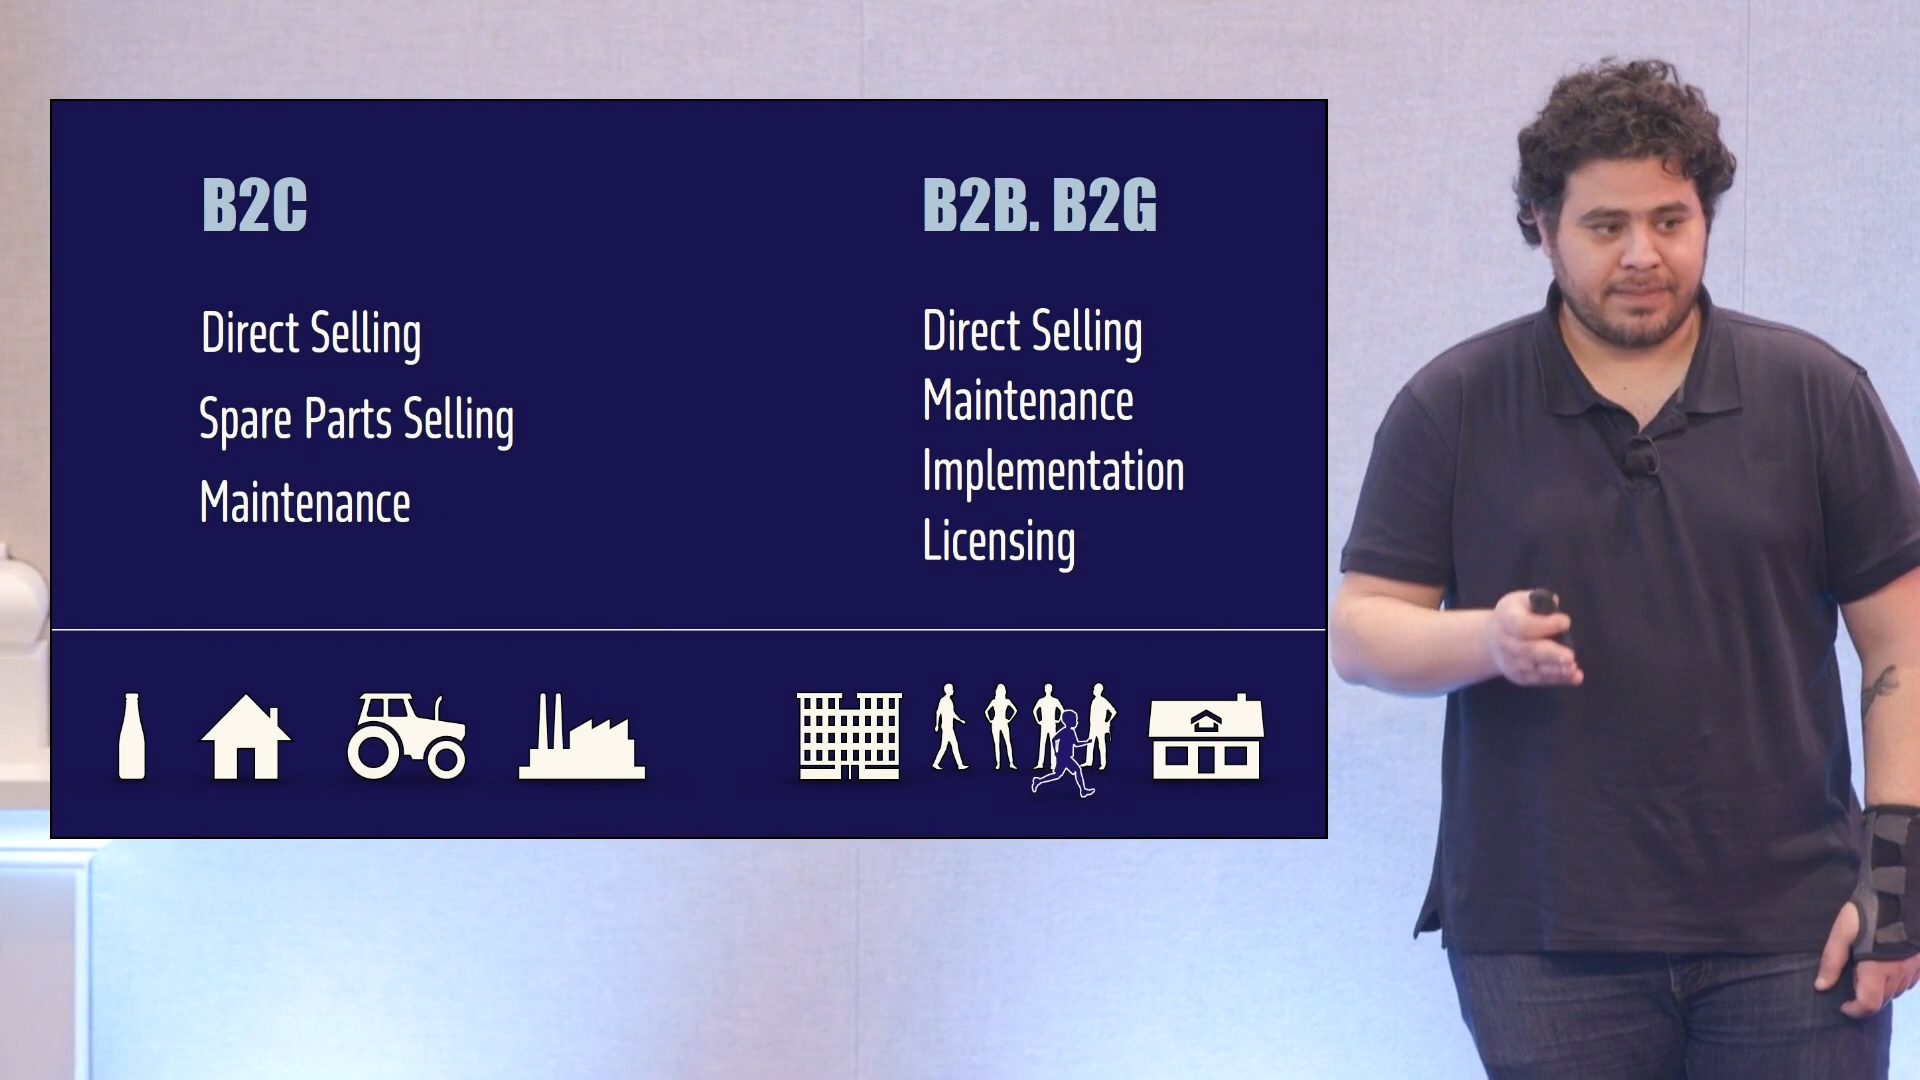 B2C
Direct Selling
Spare Parts Selling
Maintenance
B2B. B2G
Direct Selling
Maintenance
Implementation
Licensing